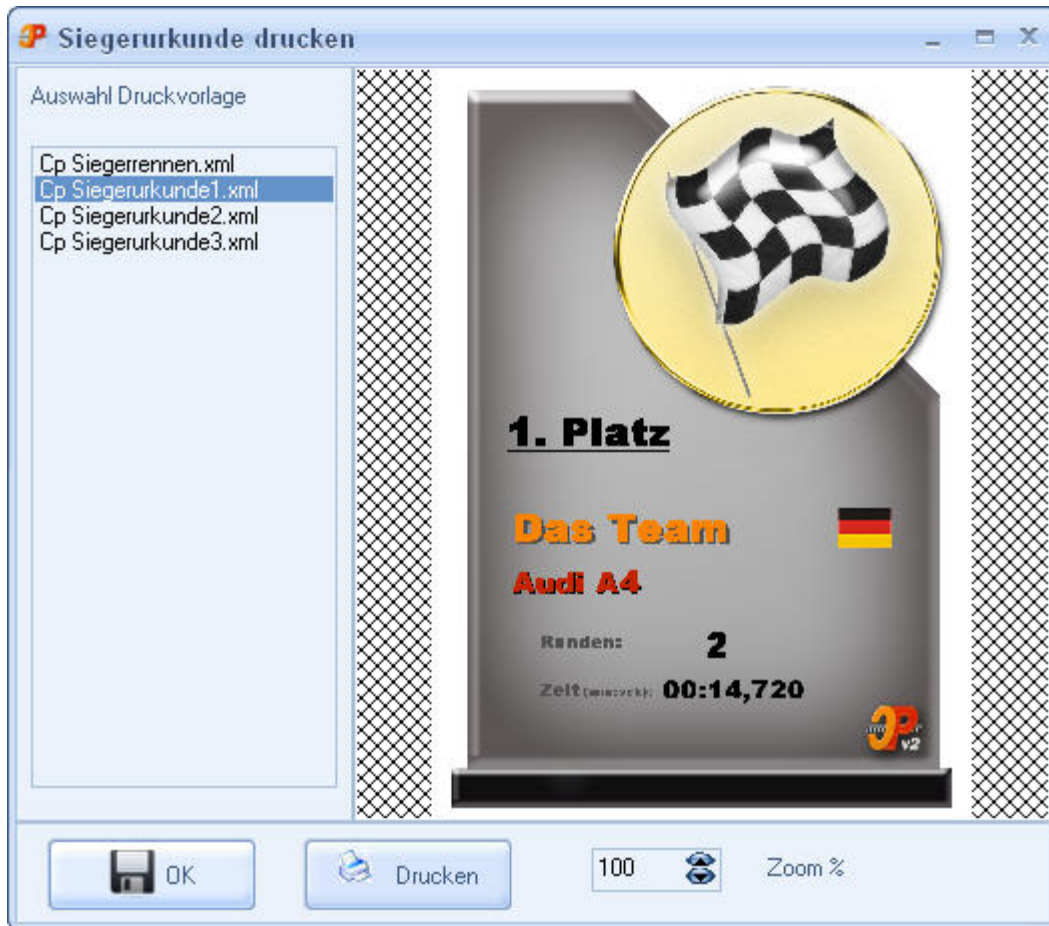 Siegerurkunde drucken
Auswahl Druckvorlage
Cp Siegerrennen.xml
Cp Siegerurkunde1.xml
Cp Siegerurkunde2.xml
Cp Siegerurkunde3.xml
1. Platz
Das Team
Audi A4
Runden: 2
Zeit 00:14,720
v2
OK
Drucken
100
Zoom %